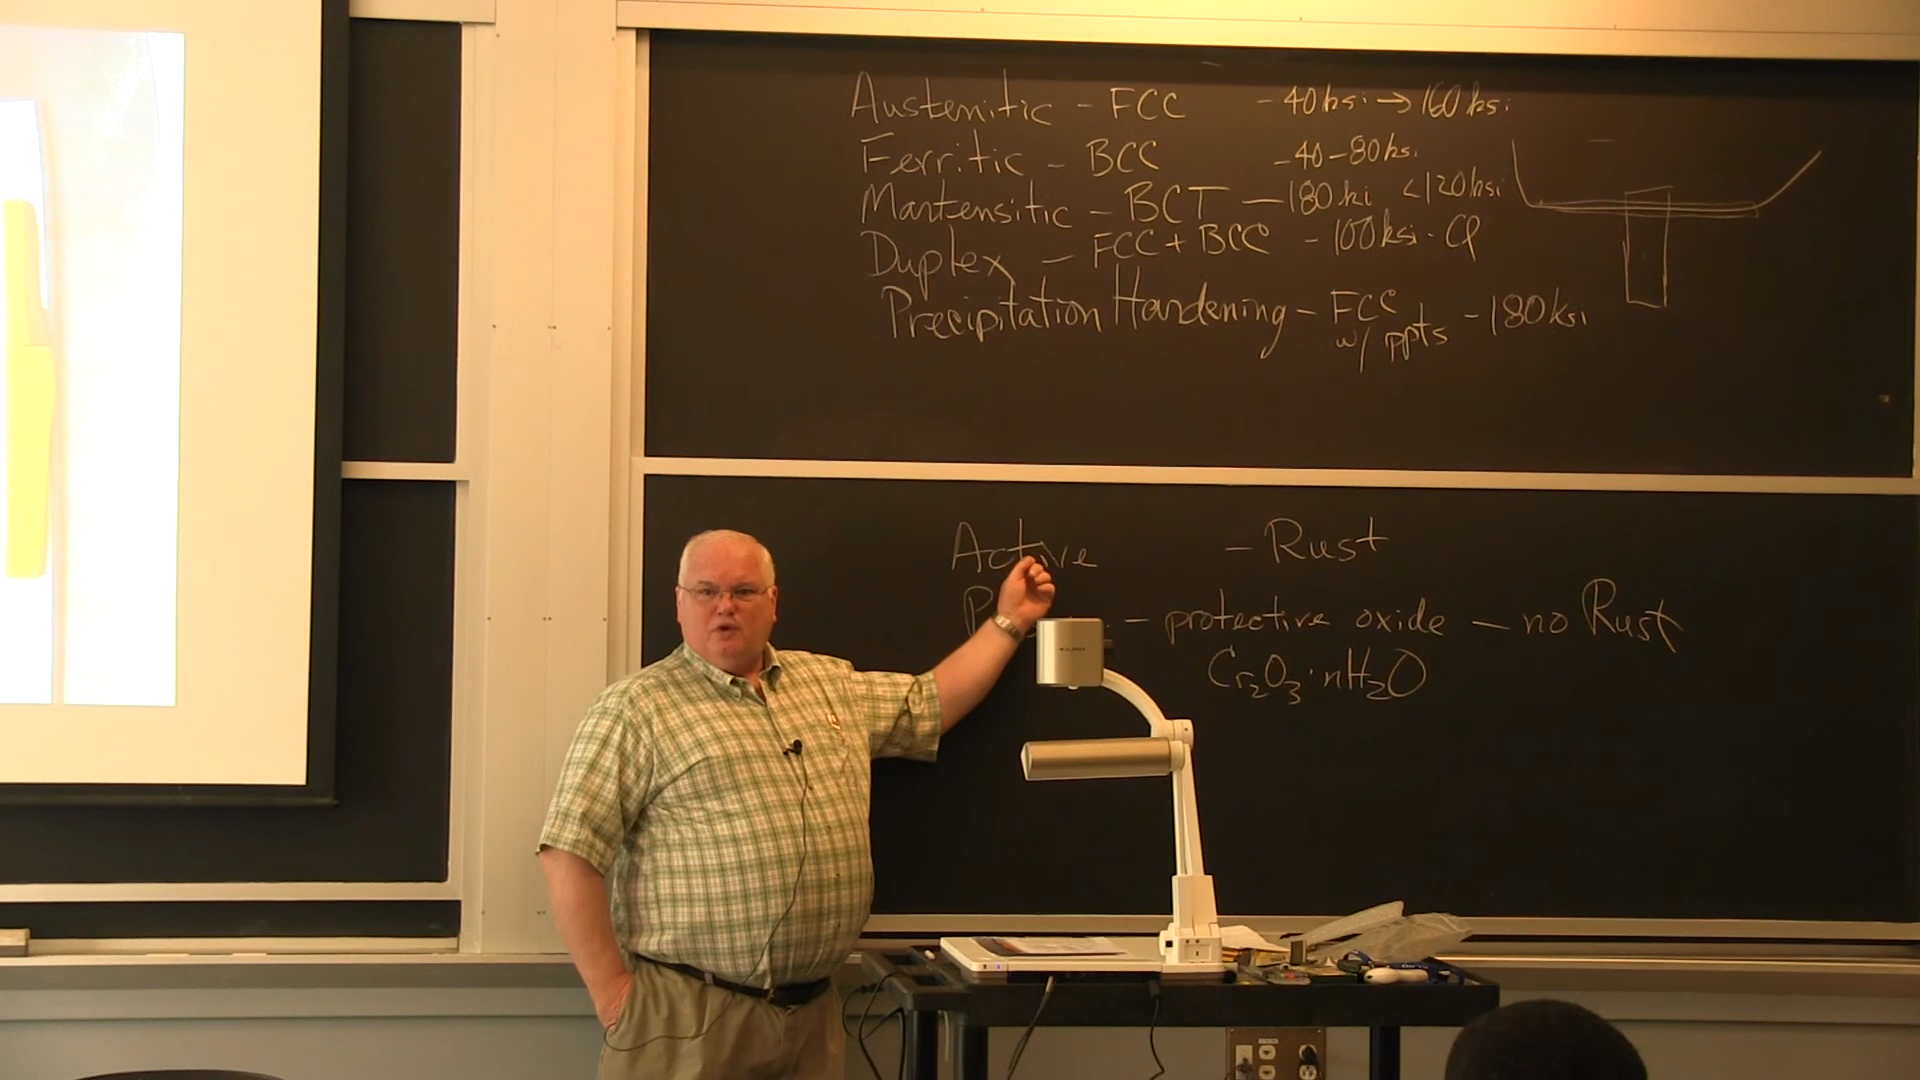 Austenitic - FCC - 40 ksi → 160 ksi
Ferritic - BCC - 40-80 ksi
Martensitic - BCT - 180 ki < 120 ksi
Duplex - FCC + BCC - 100 ksi - Cl
Precipitation Hardening - FCC - 180 ksi
w/ ppts
Active - Rust
- protective oxide - no Rust
Cr₂O₃·nH₂O